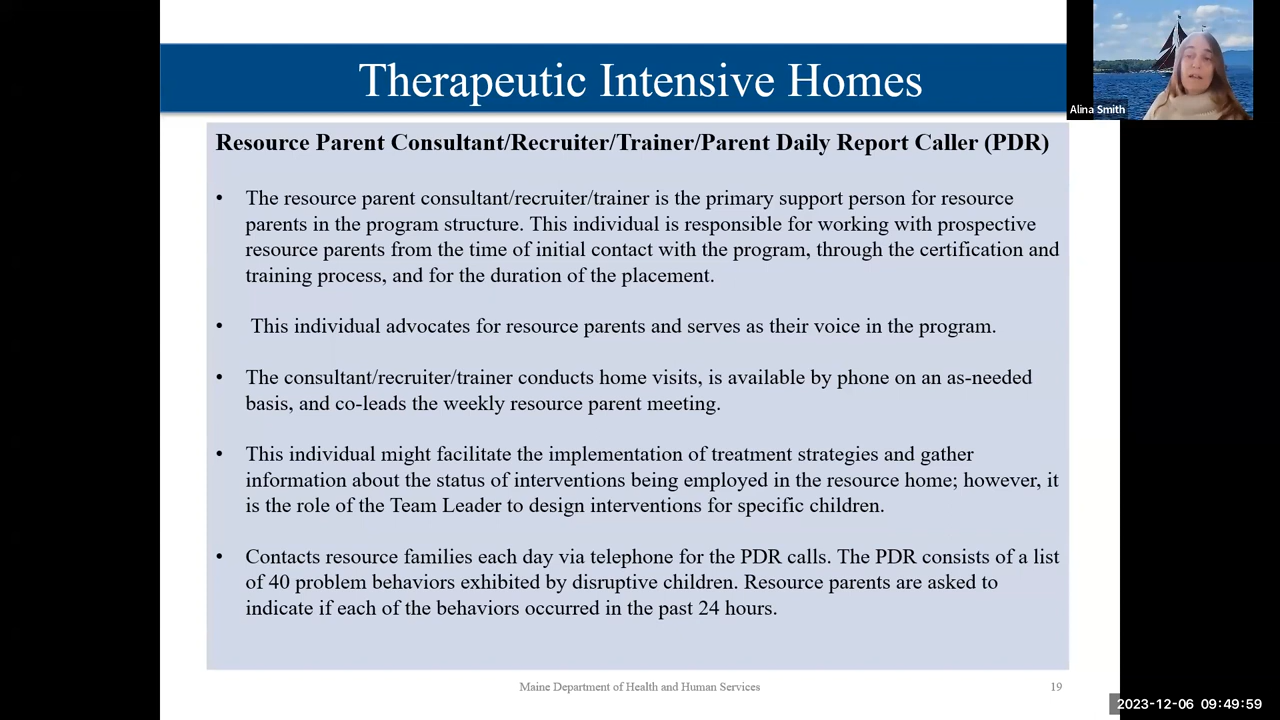 Therapeutic Intensive Homes
Alina Smith
Resource Parent Consultant/Recruiter/Trainer/Parent Daily Report Caller (PDR)
• The resource parent consultant/recruiter/trainer is the primary support person for resource
parents in the program structure. This individual is responsible for working with prospective
resource parents from the time of initial contact with the program, through the certification and
training process, and for the duration of the placement.
• This individual advocates for resource parents and serves as their voice in the program.
• The consultant/recruiter/trainer conducts home visits, is available by phone on an as-needed
basis, and co-leads the weekly resource parent meeting.
• This individual might facilitate the implementation of treatment strategies and gather
information about the status of interventions being employed in the resource home; however, it
is the role of the Team Leader to design interventions for specific children.
• Contacts resource families each day via telephone for the PDR calls. The PDR consists of a list
of 40 problem behaviors exhibited by disruptive children. Resource parents are asked to
indicate if each of the behaviors occurred in the past 24 hours.
Maine Department of Health and Human Services
19
2023-12-06 09:49:59